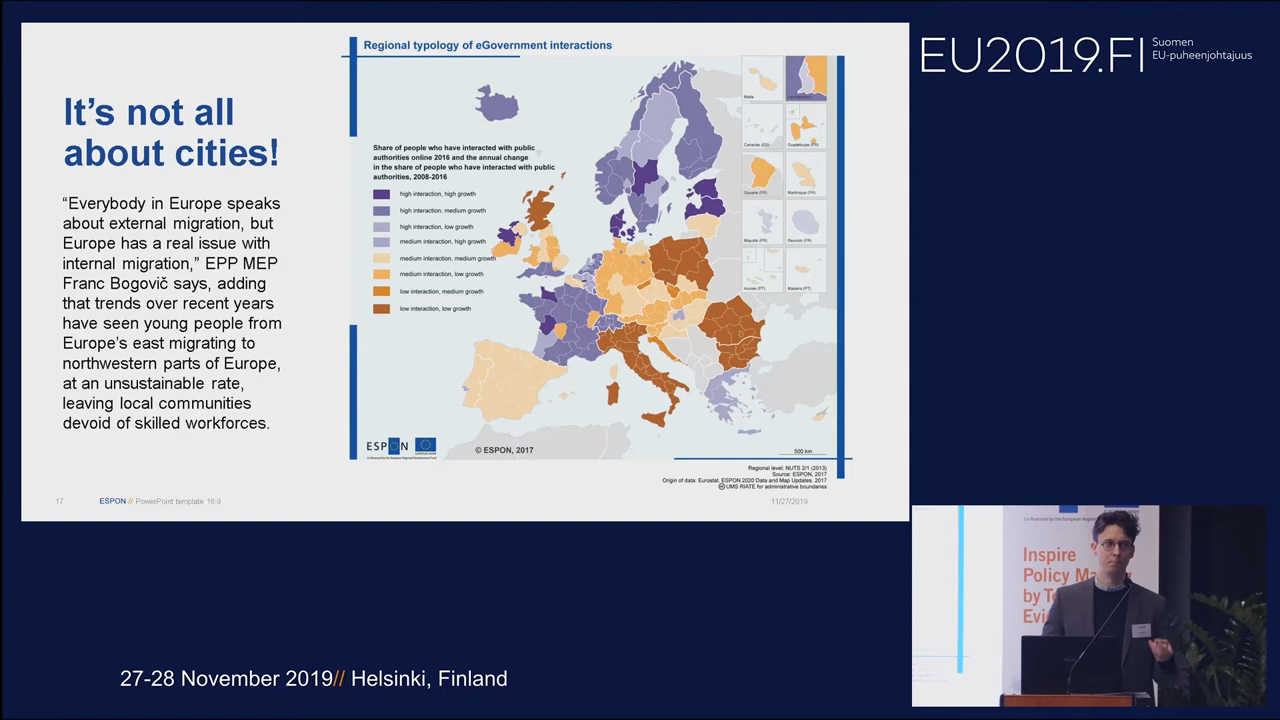 It's not all
about cities!
“Everybody in Europe speaks
about external migration, but
Europe has a real issue with
internal migration,” EPP MEP
Franc Bogovič says, adding
that trends over recent years
have seen young people from
Europe's east migrating to
northwestern parts of Europe,
at an unsustainable rate,
leaving local communities
devoid of skilled workforces.
17
ESPON // PowerPoint template 16:9
11/27/2019
Regional typology of eGovernment interactions
Share of people who have interacted with public
authorities online 2016 and the annual change
in the share of people who have interacted with public
authorities, 2008-2016
high interaction, high growth
high interaction, medium growth
high interaction, low growth
medium interaction, high growth
medium interaction, medium growth
medium interaction, low growth
low interaction, medium growth
low interaction, low growth
Malta
Canarias (ES)
Guadeloupe (FR)
Guyane (FR)
Martinique (FR)
Mayotte (FR)
Reunion (FR)
Acores (PT)
Madeira (PT)
ESPON
© ESPON, 2017
500 km
Regional level: NUTS 2/1 (2013)
Source: ESPON, 2017
Origin of data: Eurostat, ESPON 2020 Data and Map Updates, 2017
UMS RIATE for administrative boundaries
EU2019.FI
Suomen
EU-puheenjohtajuus
Inspire
Policy
by
27-28 November 2019// Helsinki, Finland